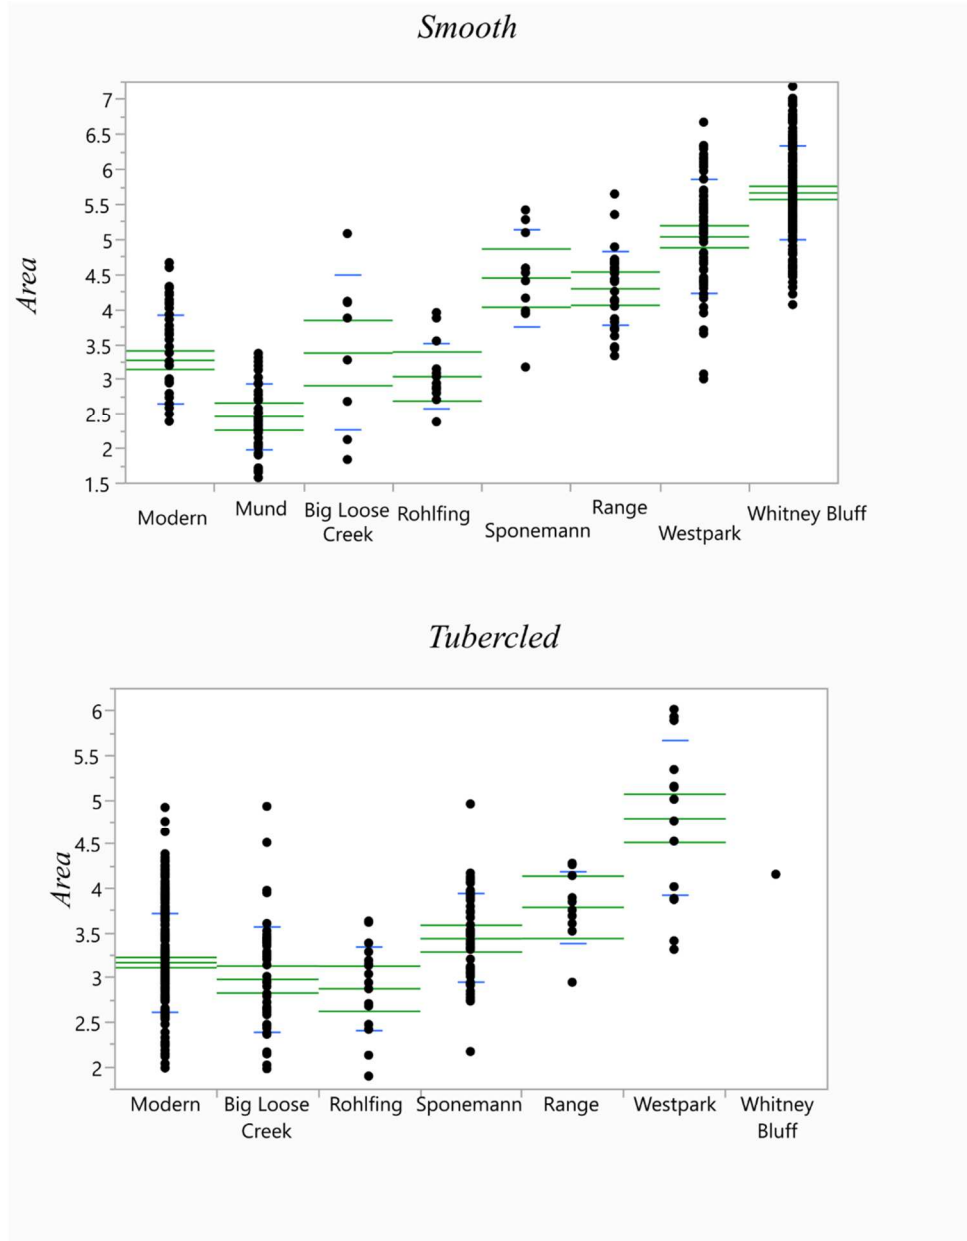 Smooth
Area
7
6.5
6
5.5
5
4.5
4
3.5
3
2.5
2
1.5
Modern
Mund
Big Loose
Creek
Rohlfing
Sponemann
Range
Westpark
Whitney Bluff
Tubercled
Area
6
5.5
5
4.5
4
3.5
3
2.5
2
Modern
Big Loose
Creek
Rohlfing
Sponemann
Range
Westpark
Whitney
Bluff